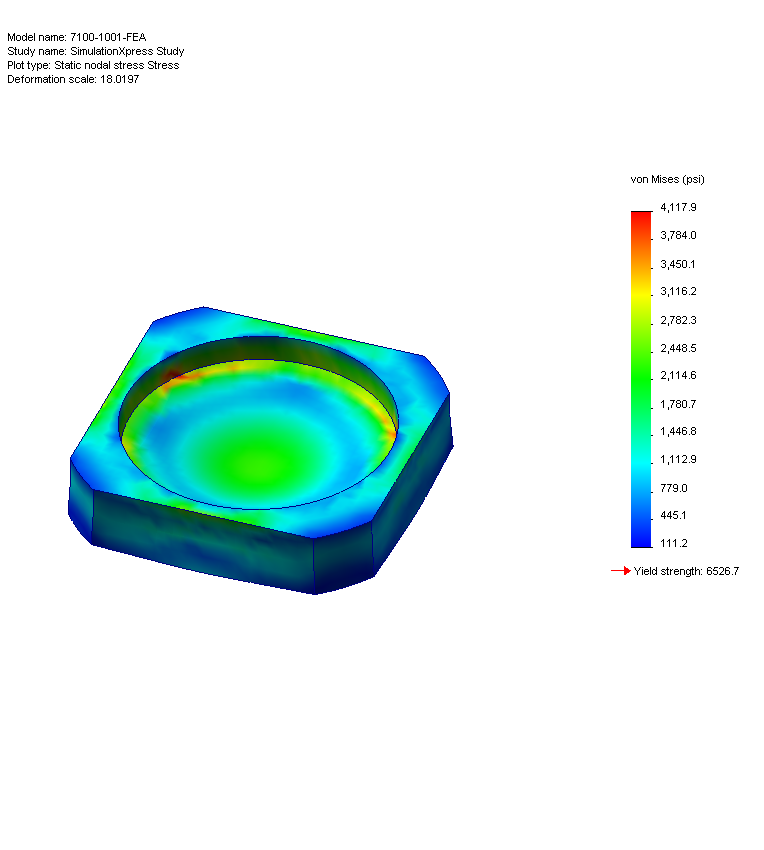 Model name: 7100-1001-FEA
Study name: SimulationXpress Study
Plot type: Static nodal stress Stress
Deformation scale: 18.0197
von Mises (psi)
4,117.9
3,784.0
3,450.1
3,116.2
2,782.3
2,448.5
2,114.6
1,780.7
1,446.8
1,112.9
779.0
445.1
111.2
Yield strength: 6526.7